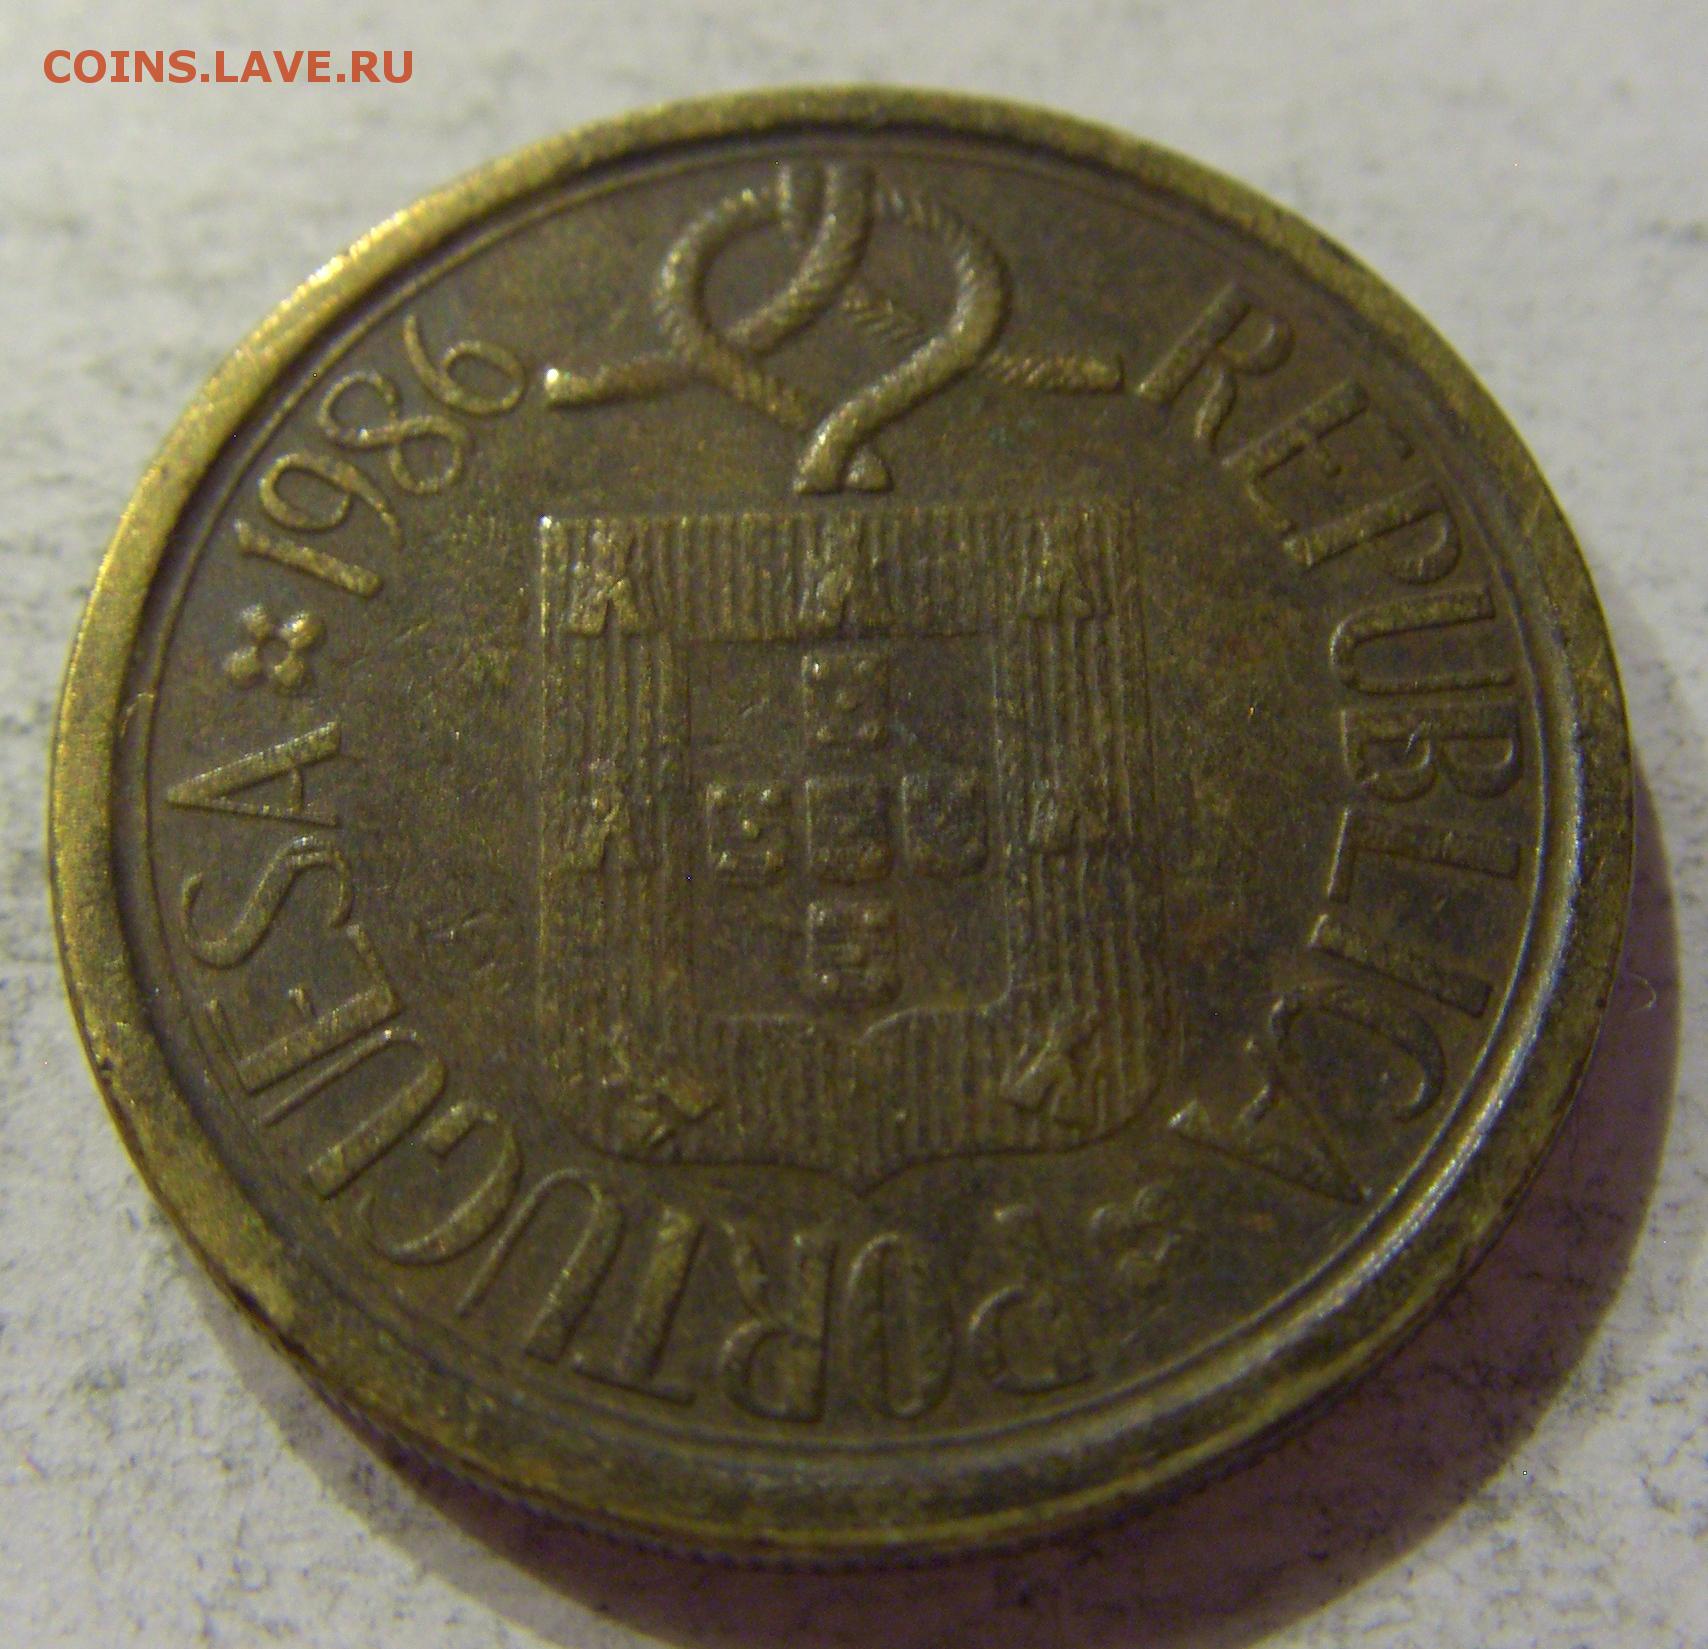 COINS.LAVE.RU
1986
REPUBLICA
PORTUGUESA